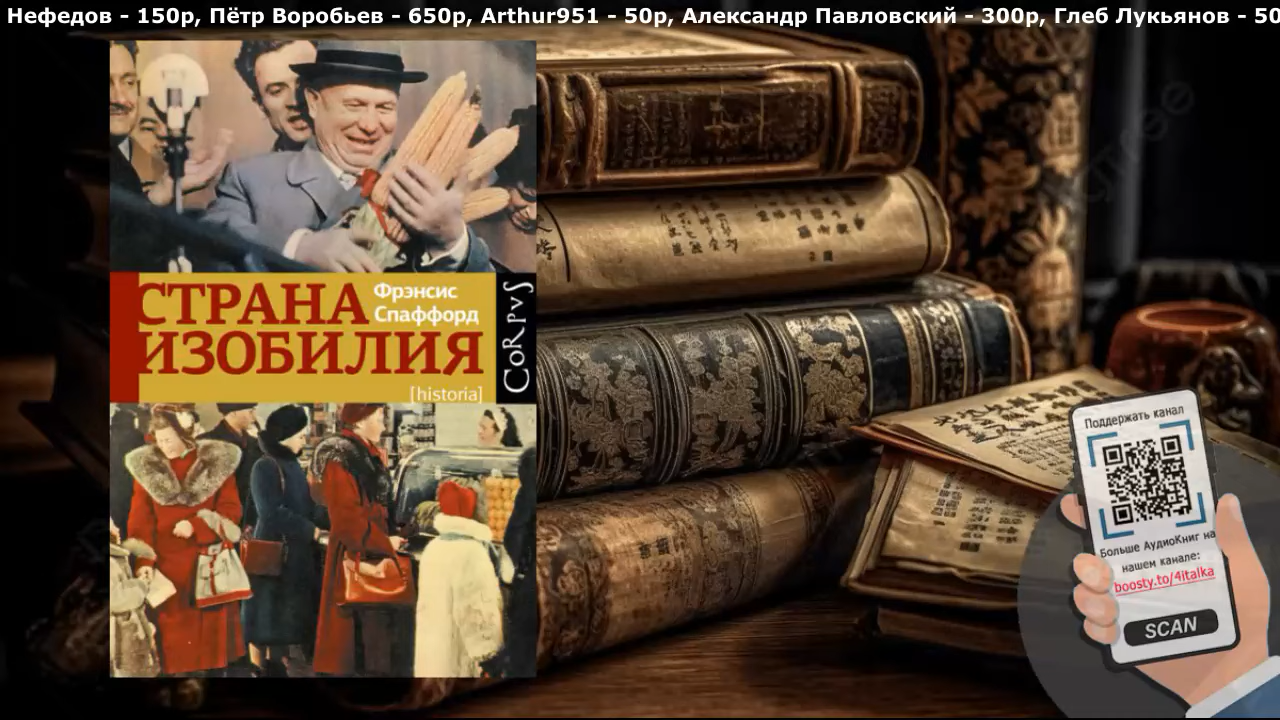 Нефедов - 150р, Пётр Воробьев - 650р, Arthur951 - 50р, Александр Павловский - 300р, Глеб Лукьянов - 50
СТРАНА
ИЗОБИЛИЯ
Фрэнсис
Спаффорд
[historia]
CORPVS
Поддержать канал
Больше АудиоКниг на
нашем канале:
boosty.to/4italka
SCAN